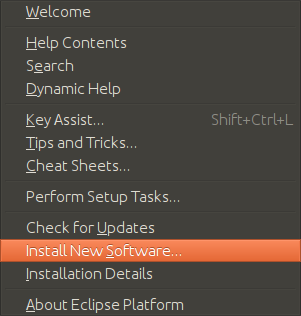 Welcome
Help Contents
Search
Dynamic Help
Key Assist... Shift+Ctrl+L
Tips and Tricks...
Cheat Sheets...
Perform Setup Tasks...
Check for Updates
Install New Software...
Installation Details
About Eclipse Platform